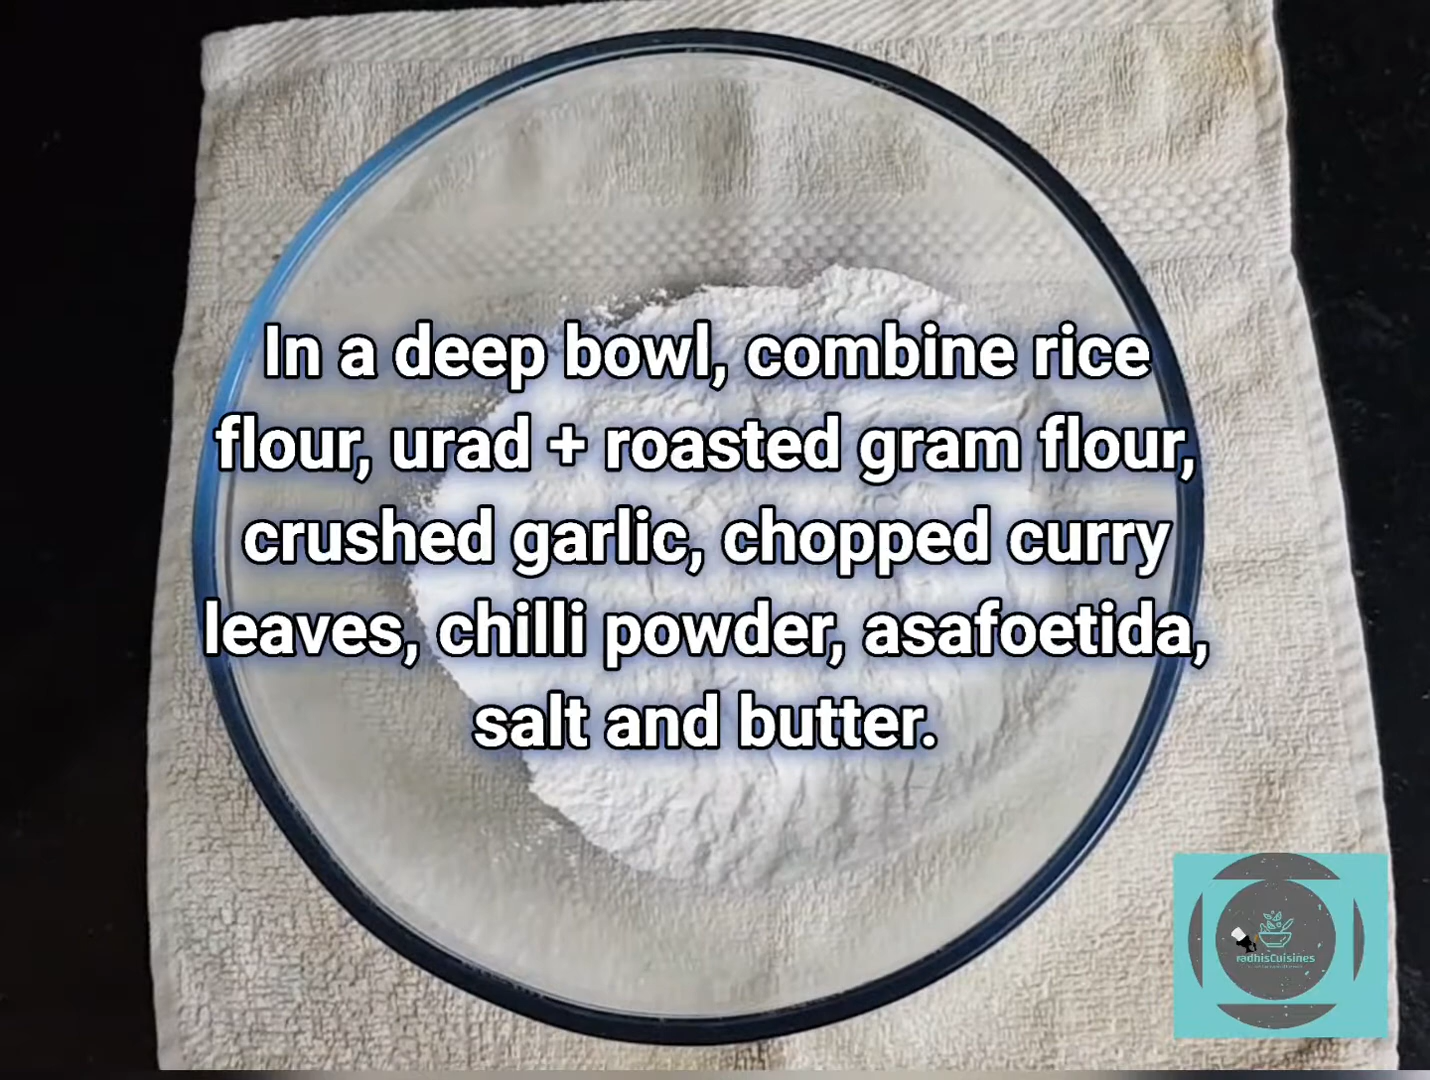 In a deep bowl, combine rice
flour, urad + roasted gram flour,
crushed garlic, chopped curry
leaves, chilli powder, asafoetida,
salt and butter.
radhisCuisines